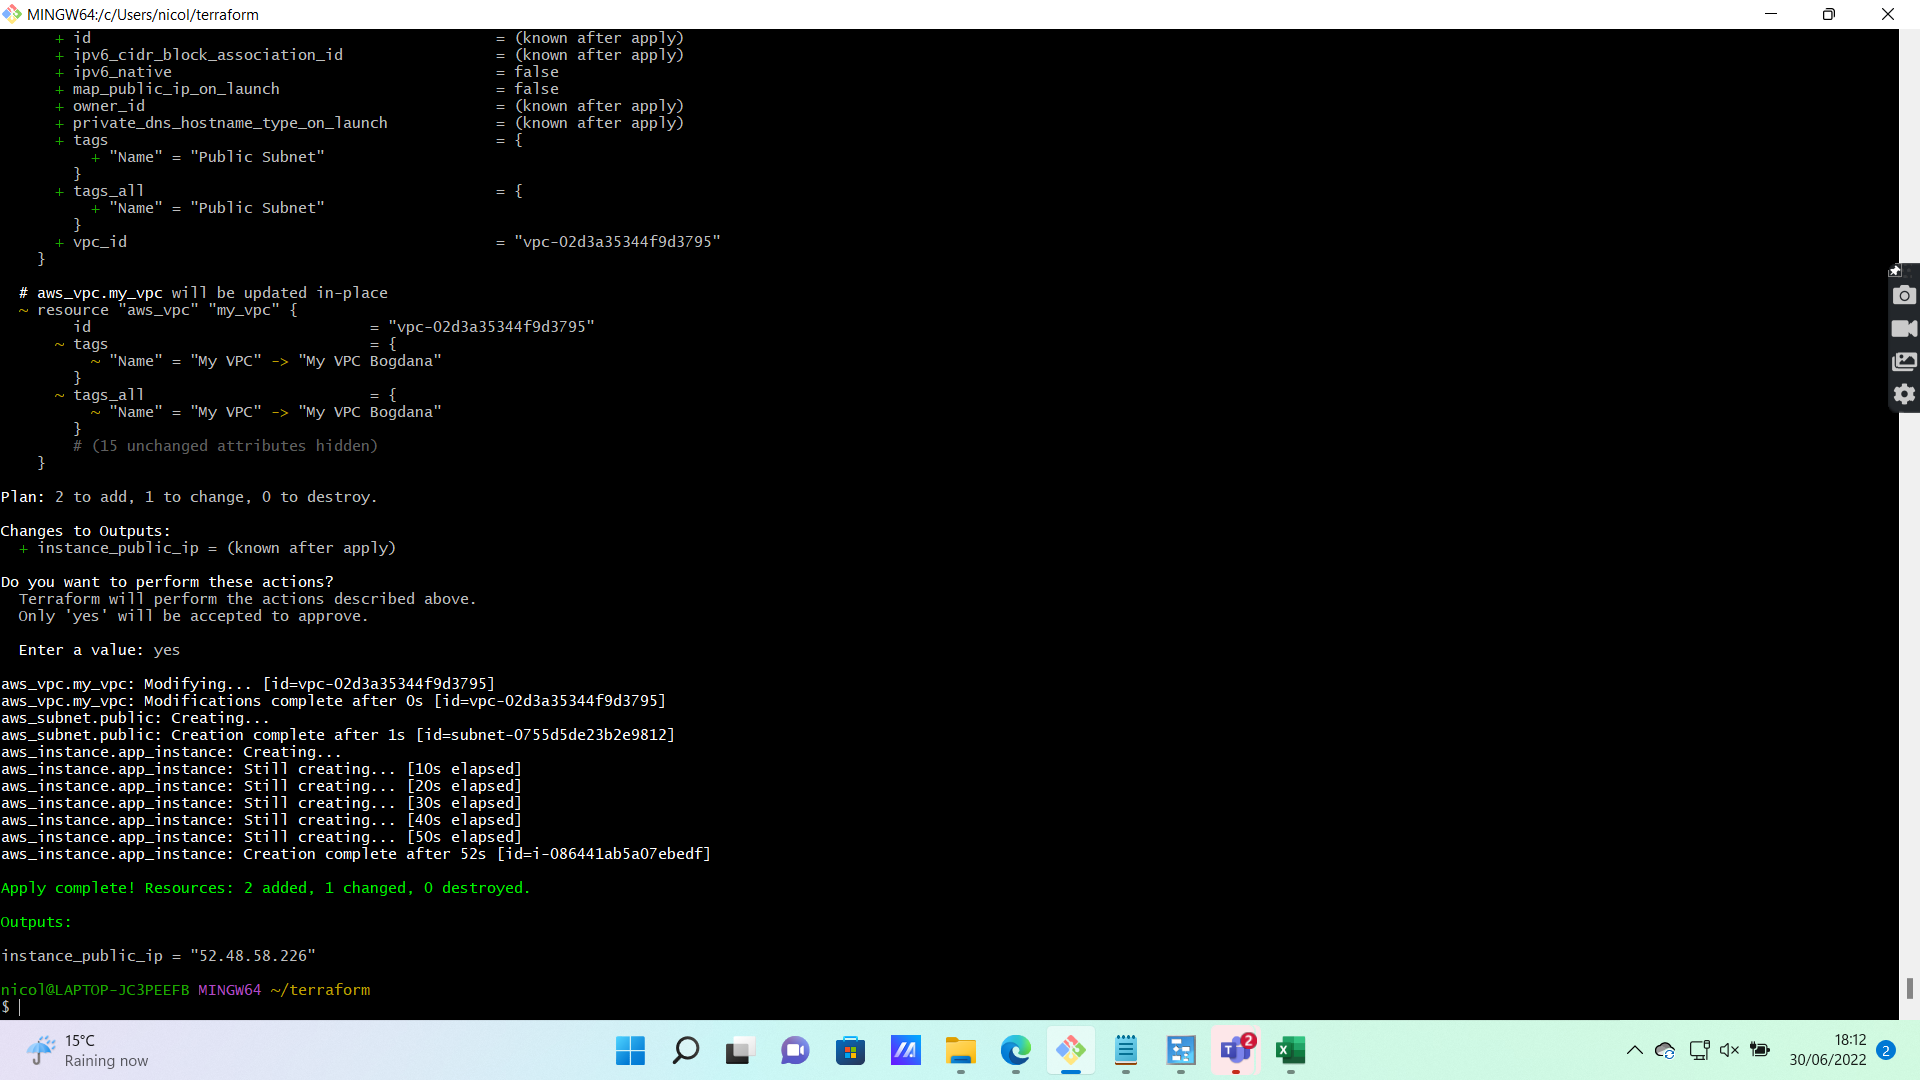 MINGW64:/c/Users/nicol/terraform
      + id                                             = (known after apply)
      + ipv6_cidr_block_association_id                 = (known after apply)
      + ipv6_native                                    = false
      + map_public_ip_on_launch                        = false
      + owner_id                                       = (known after apply)
      + private_dns_hostname_type_on_launch            = (known after apply)
      + tags                                           = {
          + "Name" = "Public Subnet"
        }
      + tags_all                                       = {
          + "Name" = "Public Subnet"
        }
      + vpc_id                                         = "vpc-02d3a35344f9d3795"
    }
  # aws_vpc.my_vpc will be updated in-place
  ~ resource "aws_vpc" "my_vpc" {
        id                               = "vpc-02d3a35344f9d3795"
      ~ tags                             = {
          ~ "Name" = "My VPC" -> "My VPC Bogdana"
        }
      ~ tags_all                         = {
          ~ "Name" = "My VPC" -> "My VPC Bogdana"
        }
        # (15 unchanged attributes hidden)
    }
Plan: 2 to add, 1 to change, 0 to destroy.
Changes to Outputs:
  + instance_public_ip = (known after apply)
Do you want to perform these actions?
  Terraform will perform the actions described above.
  Only 'yes' will be accepted to approve.
  Enter a value: yes
aws_vpc.my_vpc: Modifying... [id=vpc-02d3a35344f9d3795]
aws_vpc.my_vpc: Modifications complete after 0s [id=vpc-02d3a35344f9d3795]
aws_subnet.public: Creating...
aws_subnet.public: Creation complete after 1s [id=subnet-0755d5de23b2e9812]
aws_instance.app_instance: Creating...
aws_instance.app_instance: Still creating... [10s elapsed]
aws_instance.app_instance: Still creating... [20s elapsed]
aws_instance.app_instance: Still creating... [30s elapsed]
aws_instance.app_instance: Still creating... [40s elapsed]
aws_instance.app_instance: Still creating... [50s elapsed]
aws_instance.app_instance: Creation complete after 52s [id=i-086441ab5a07ebedf]
Apply complete! Resources: 2 added, 1 changed, 0 destroyed.
Outputs:
instance_public_ip = "52.48.58.226"
nicol@LAPTOP-JC3PEEFB MINGW64 ~/terraform
$
15°C
Raining now
2
18:12
30/06/2022
2